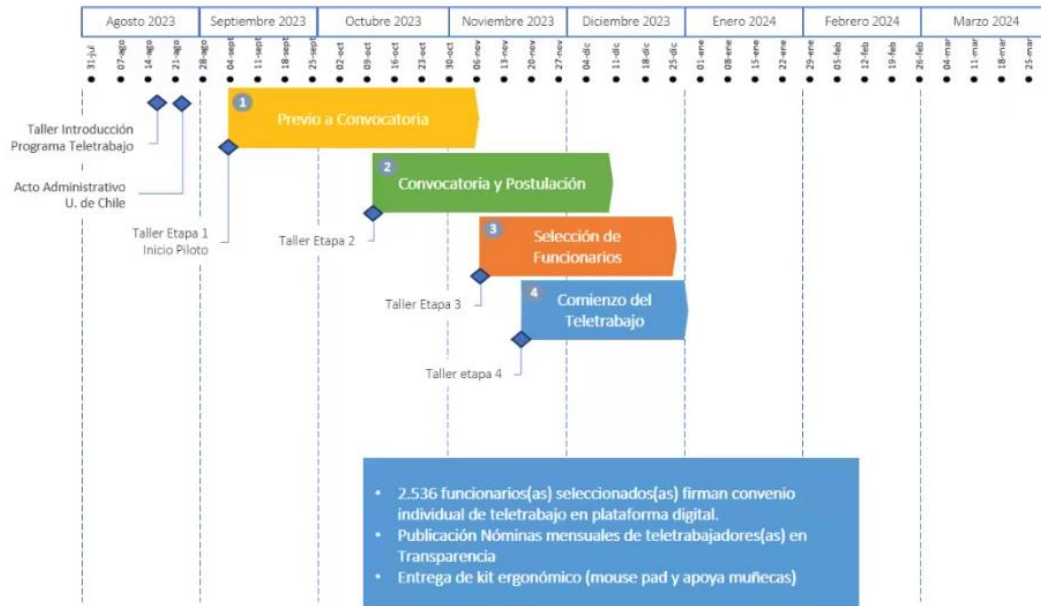 Agosto 2023 Septiembre 2023 Octubre 2023 Noviembre 2023 Diciembre 2023 Enero 2024 Febrero 2024 Marzo 2024
31-jul 07-ago 14-ago 21-ago 28-ago 04-sept 11-sept 18-sept 25-sept 02-oct 09-oct 16-oct 23-oct 30-oct 06-nov 13-nov 20-nov 27-nov 04-dic 11-dic 18-dic 25-dic 01-ene 08-ene 15-ene 22-ene 29-ene 05-feb 12-feb 19-feb 26-feb 04-mar 11-mar 18-mar 25-mar
1
Previo a Convocatoria
Taller Introducción
Programa Teletrabajo
Acto Administrativo
U. de Chile
2
Convocatoria y Postulación
Taller Etapa 1
Inicio Piloto
Taller Etapa 2
3
Selección de
Funcionarios
Taller Etapa 3
4
Comienzo del
Teletrabajo
Taller etapa 4
• 2.536 funcionarios(as) seleccionados(as) firman convenio
individual de teletrabajo en plataforma digital.
• Publicación Nóminas mensuales de teletrabajadores(as) en
Transparencia
• Entrega de kit ergonómico (mouse pad y apoya muñecas)